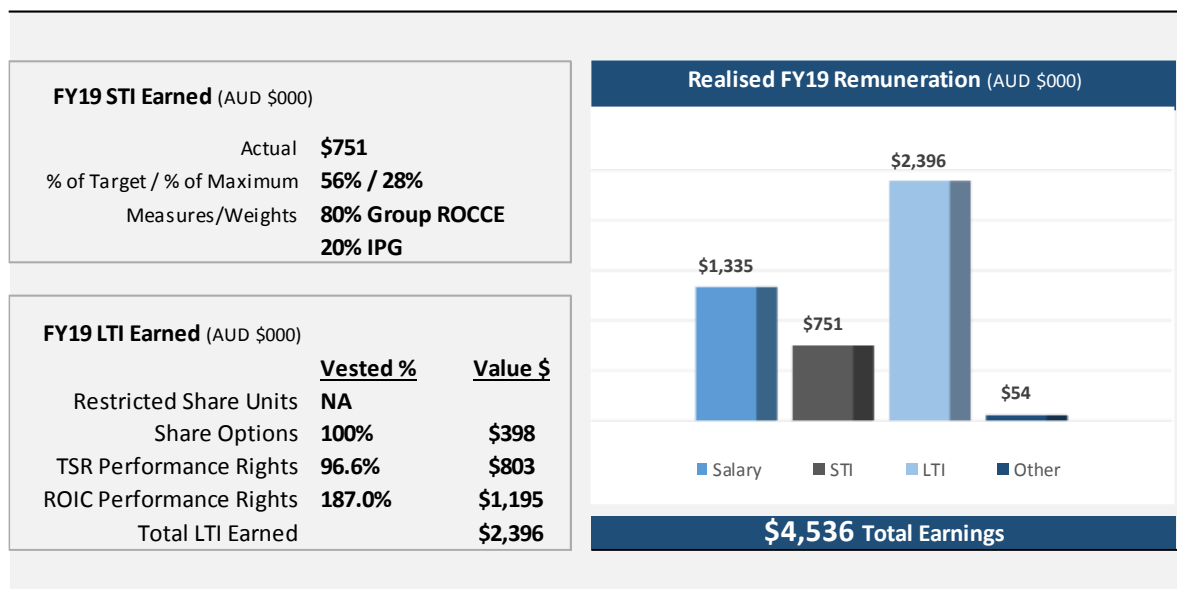 FY19 STI Earned (AUD $000)
Actual $751
% of Target / % of Maximum 56% / 28%
Measures/Weights 80% Group ROCCE
20% IPG
FY19 LTI Earned (AUD $000)
Vested % Value $
Restricted Share Units NA
Share Options 100% $398
TSR Performance Rights 96.6% $803
ROIC Performance Rights 187.0% $1,195
Total LTI Earned $2,396
Realised FY19 Remuneration (AUD $000)
$2,396
$1,335
$751
$54
Salary STI LTI Other
$4,536 Total Earnings